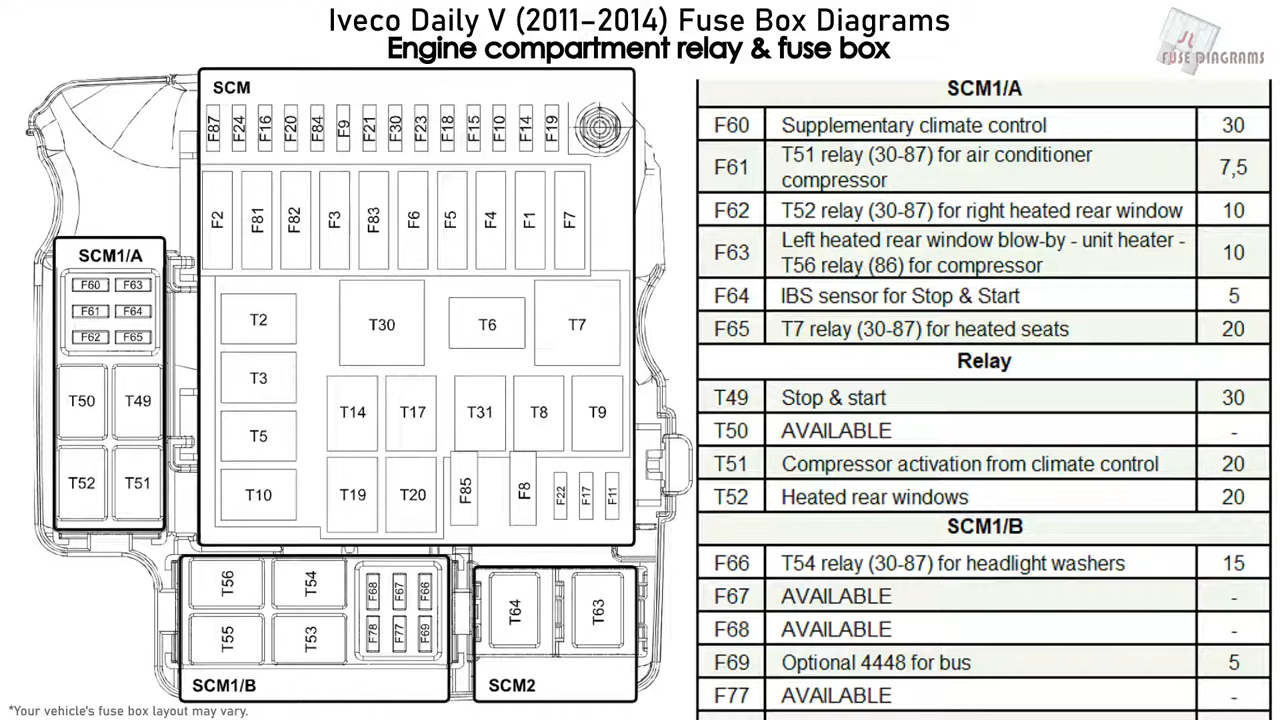 Iveco Daily V (2011–2014) Fuse Box Diagrams
Engine compartment relay & fuse box
JL
FUSE DIAGRAMS
SCM
F87 F24 F16 F20 F84 F9 F21 F30 F23 F18 F15 F10 F14 F19
F2 F81 F82 F3 F83 F6 F5 F4 F1 F7
SCM1/A
F60 F63
F61 F64
F62 F65
T50 T49
T52 T51
T2 T30 T6 T7
T3
T14 T17 T31 T8 T9
T5
T10 T19 T20 F85 F8 F22 F17 F11
T56 T54 F68 F67 F66
T55 T53 F78 F77 F69
SCM1/B
T64 T63
SCM2
*Your vehicle's fuse box layout may vary.
SCM1/A
F60 Supplementary climate control 30
F61 T51 relay (30-87) for air conditioner
compressor 7,5
F62 T52 relay (30-87) for right heated rear window 10
F63 Left heated rear window blow-by - unit heater -
T56 relay (86) for compressor 10
F64 IBS sensor for Stop & Start 5
F65 T7 relay (30-87) for heated seats 20
Relay
T49 Stop & start 30
T50 AVAILABLE -
T51 Compressor activation from climate control 20
T52 Heated rear windows 20
SCM1/B
F66 T54 relay (30-87) for headlight washers 15
F67 AVAILABLE -
F68 AVAILABLE -
F69 Optional 4448 for bus 5
F77 AVAILABLE -